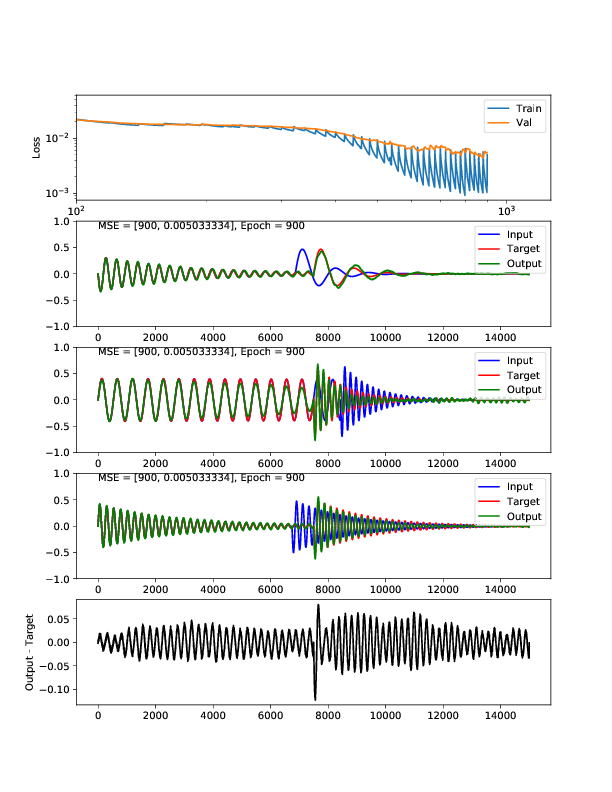 Train
Val
Loss
10⁻²
10⁻³
10²
10³
MSE = [900, 0.005033334], Epoch = 900
Input
Target
Output
1.0
0.5
0.0
−0.5
−1.0
0 2000 4000 6000 8000 10000 12000 14000
MSE = [900, 0.005033334], Epoch = 900
Input
Target
Output
1.0
0.5
0.0
−0.5
−1.0
0 2000 4000 6000 8000 10000 12000 14000
MSE = [900, 0.005033334], Epoch = 900
Input
Target
Output
1.0
0.5
0.0
−0.5
−1.0
0 2000 4000 6000 8000 10000 12000 14000
Output - Target
0.05
0.00
−0.05
−0.10
0 2000 4000 6000 8000 10000 12000 14000